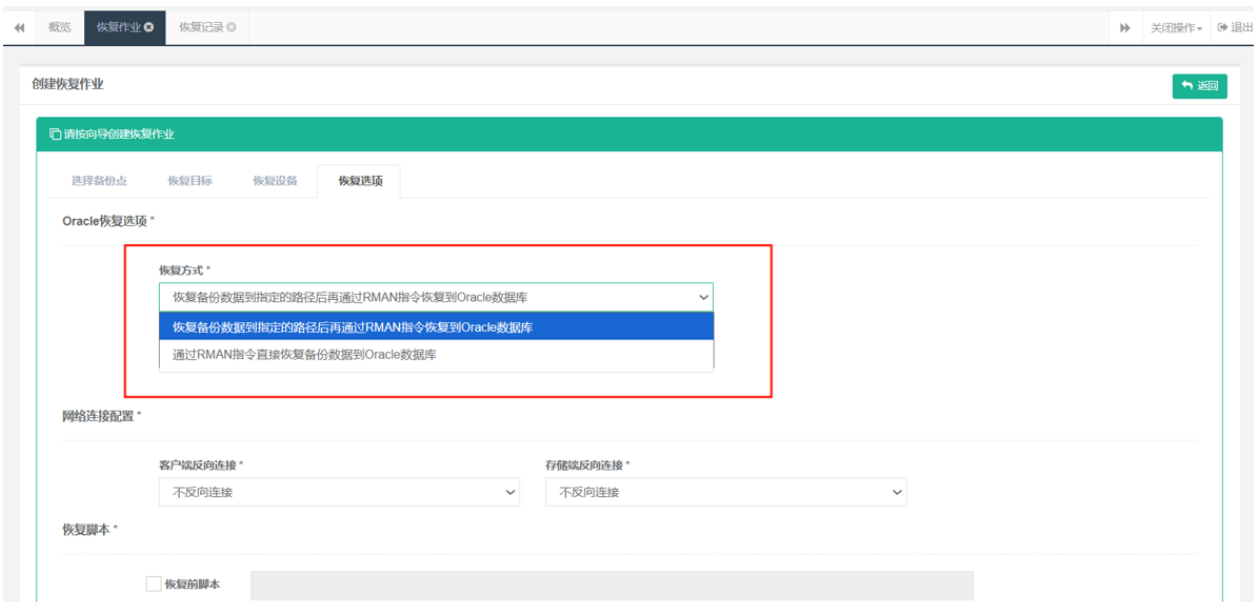 概览 恢复作业 恢复记录 关闭操作 退出
创建恢复作业 返回
请按向导创建恢复作业
选择备份点 恢复目标 恢复设备 恢复选项
Oracle恢复选项 *
恢复方式 *
恢复备份数据到指定的路径后再通过RMAN指令恢复到Oracle数据库
恢复备份数据到指定的路径后再通过RMAN指令恢复到Oracle数据库
通过RMAN指令直接恢复备份数据到Oracle数据库
网络连接配置 *
客户端反向连接 * 存储端反向连接 *
不反向连接 不反向连接
恢复脚本 *
恢复前脚本